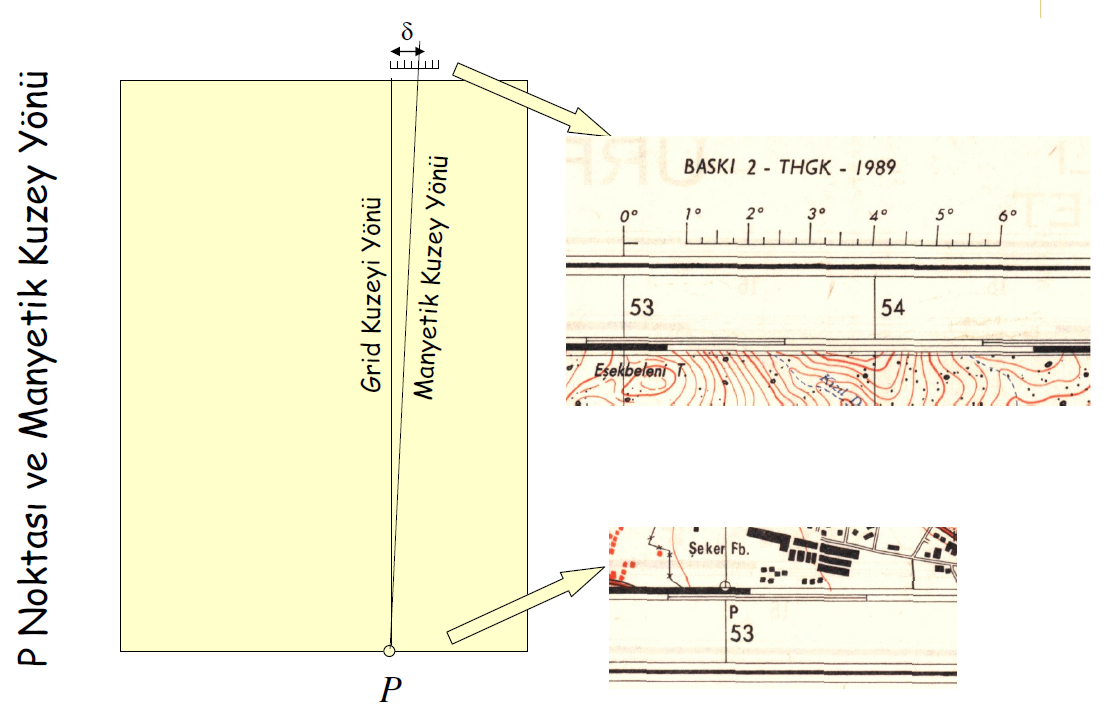 P Noktası ve Manyetik Kuzey Yönü
δ
Grid Kuzeyi Yönü
Manyetik Kuzey Yönü
P
BASKI 2 - THGK - 1989
0° 1° 2° 3° 4° 5° 6°
53 54
Eşekbeleni T.
Şeker Fb.
P
53